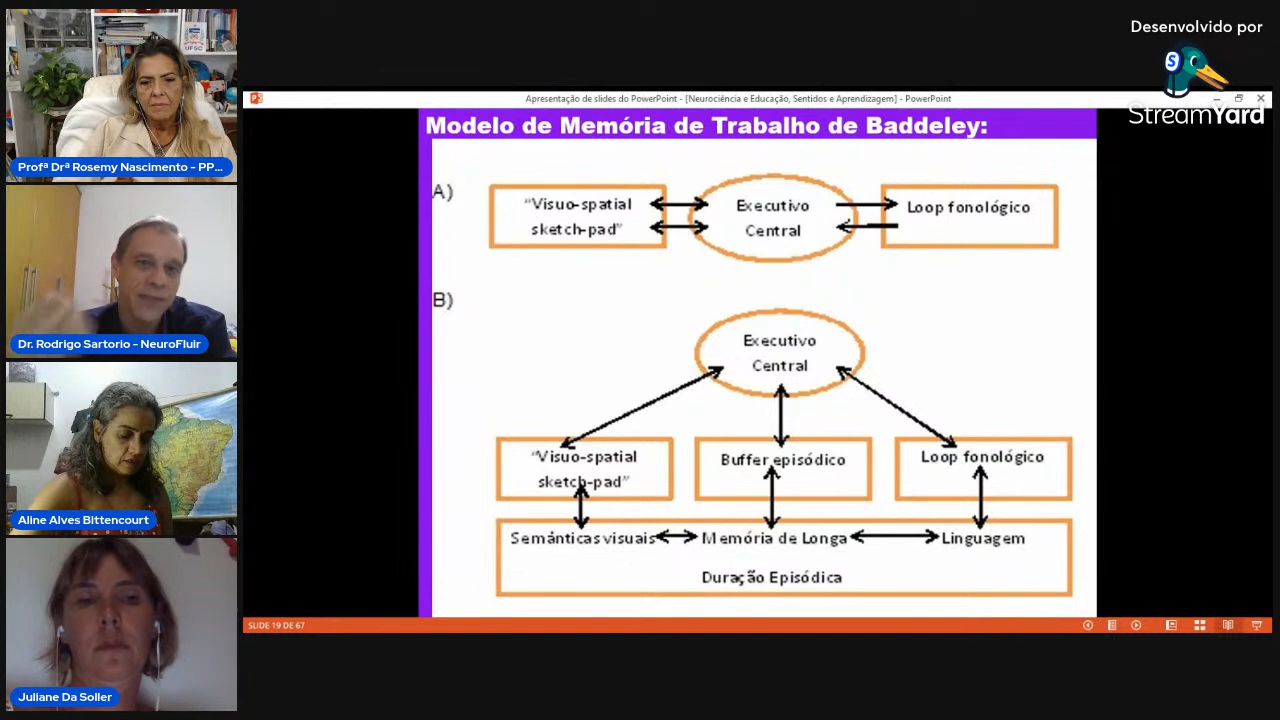 Desenvolvido por
S
StreamYard
UFSC
Profª Drª Rosemy Nascimento - PP...
Dr. Rodrigo Sartorio - NeuroFluir
Aline Alves Bittencourt
Juliane Da Soller
Apresentação de slides do PowerPoint - [Neurociência e Educação, Sentidos e Aprendizagem] - PowerPoint
Modelo de Memória de Trabalho de Baddeley:
A)
"Visuo-spatial
sketch-pad"
Executivo
Central
Loop fonológico
B)
Executivo
Central
"Visuo-spatial
sketch-pad"
Buffer episódico
Loop fonológico
Semânticas visuais
Memória de Longa
Duração Episódica
Linguagem
SLIDE 19 DE 67